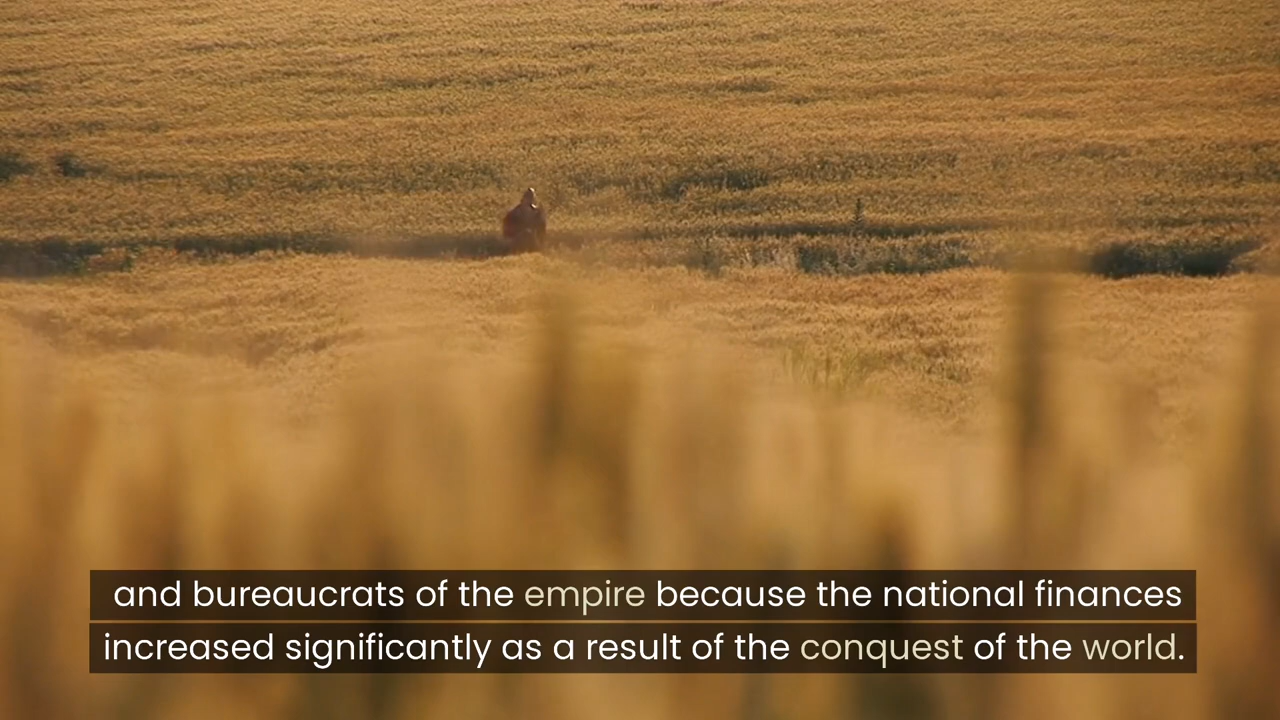 and bureaucrats of the empire because the national finances
increased significantly as a result of the conquest of the world.